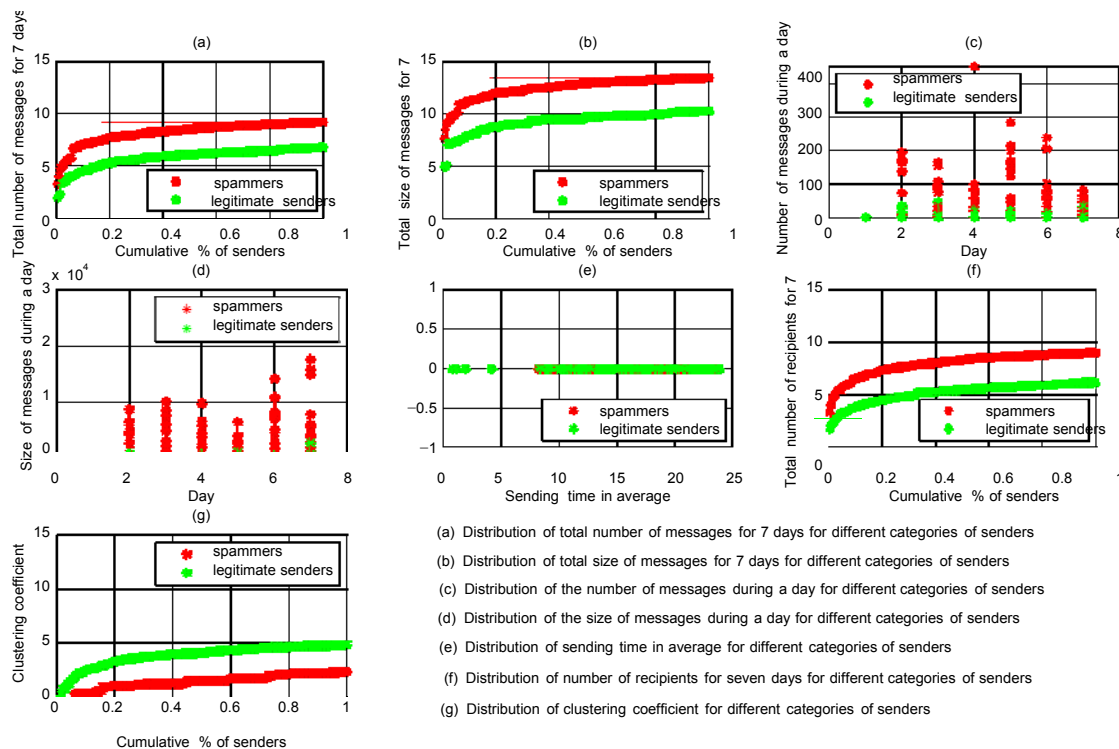 (a)
Total number of messages for 7 days
15
10
5
0
spammers
legitimate senders
0 0.2 0.4 0.6 0.8 1
Cumulative % of senders
(b)
Total size of messages for 7
15
10
5
0
spammers
legitimate senders
0 0.2 0.4 0.6 0.8 1
Cumulative % of senders
(c)
Number of messages during a day
400
300
200
100
0
spammers
legitimate senders
0 2 4 6 8
Day
(d)
x 10^4
Size of messages during a day
3
2
1
0
spammers
legitimate senders
0 2 4 6 8
Day
(e)
1
0.5
0
−0.5
−1
spammers
legitimate senders
0 5 10 15 20 25
Sending time in average
(f)
Total number of recipients for 7
15
10
5
0
spammers
legitimate senders
0 0.2 0.4 0.6 0.8 1
Cumulative % of senders
(g)
Clustering coefficient
15
10
5
0
spammers
legitimate senders
0 0.2 0.4 0.6 0.8 1
Cumulative % of senders
(a) Distribution of total number of messages for 7 days for different categories of senders
(b) Distribution of total size of messages for 7 days for different categories of senders
(c) Distribution of the number of messages during a day for different categories of senders
(d) Distribution of the size of messages during a day for different categories of senders
(e) Distribution of sending time in average for different categories of senders
(f) Distribution of number of recipients for seven days for different categories of senders
(g) Distribution of clustering coefficient for different categories of senders